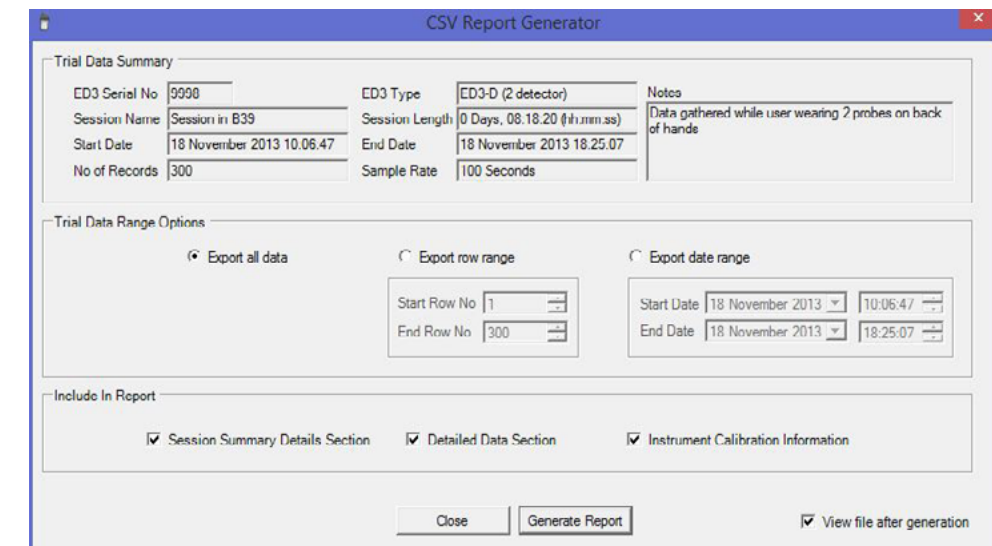 CSV Report Generator
Trial Data Summary
ED3 Serial No 9998 ED3 Type ED3-D (2 detector) Notes
Session Name Session in B39 Session Length 0 Days, 08.18.20 (hh.mm.ss) Data gathered while user wearing 2 probes on back
of hands
Start Date 18 November 2013 10.06.47 End Date 18 November 2013 18.25.07
No of Records 300 Sample Rate 100 Seconds
Trial Data Range Options
Export all data Export row range Export date range
Start Row No 1 Start Date 18 November 2013 10:06:47
End Row No 300 End Date 18 November 2013 18:25:07
Include In Report
Session Summary Details Section Detailed Data Section Instrument Calibration Information
Close Generate Report View file after generation